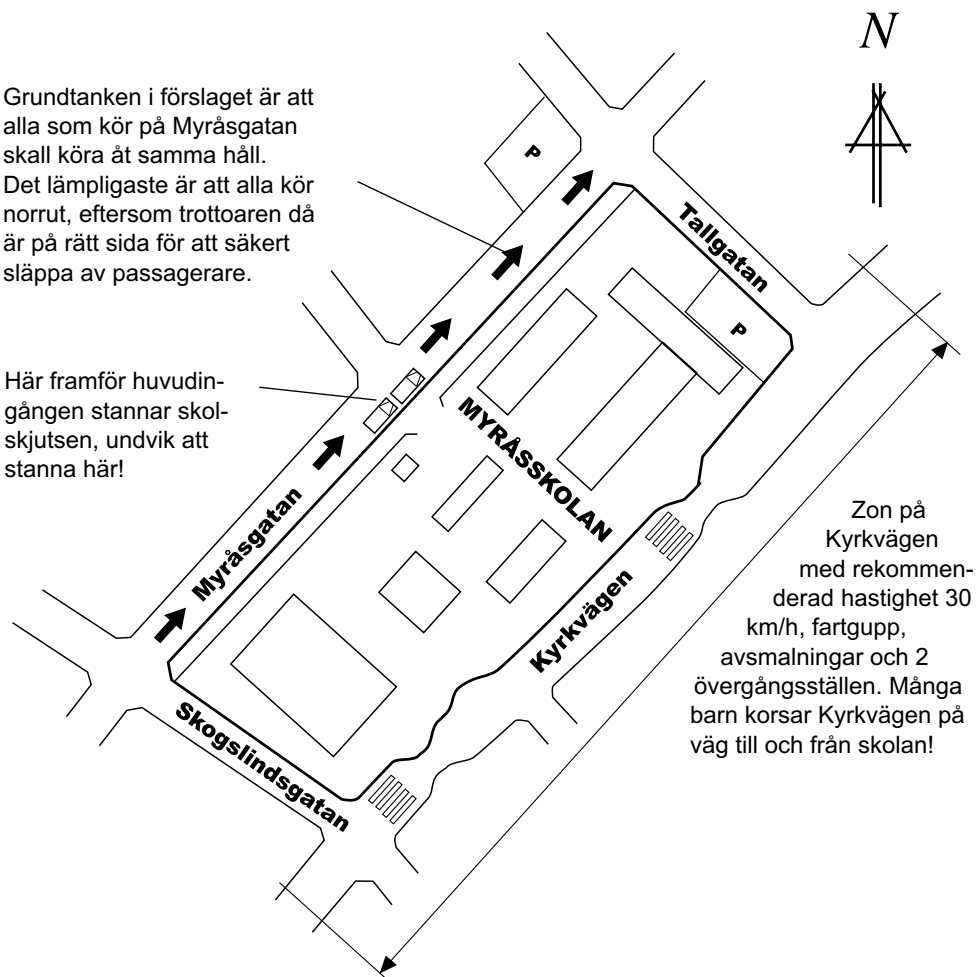 N
Grundtanken i förslaget är att
alla som kör på Myråsgatan
skall köra åt samma håll.
Det lämpligaste är att alla kör
norrut, eftersom trottoaren då
är på rätt sida för att säkert
släppa av passagerare.
P
Tallgatan
P
Här framför huvudin-
gången stannar skol-
skjutsen, undvik att
stanna här!
MYRÅSSKOLAN
Myråsgatan
Kyrkvägen
Zon på
Kyrkvägen
med rekommen-
derad hastighet 30
km/h, fartgupp,
avsmalningar och 2
övergångsställen. Många
barn korsar Kyrkvägen på
väg till och från skolan!
Skogslindsgatan